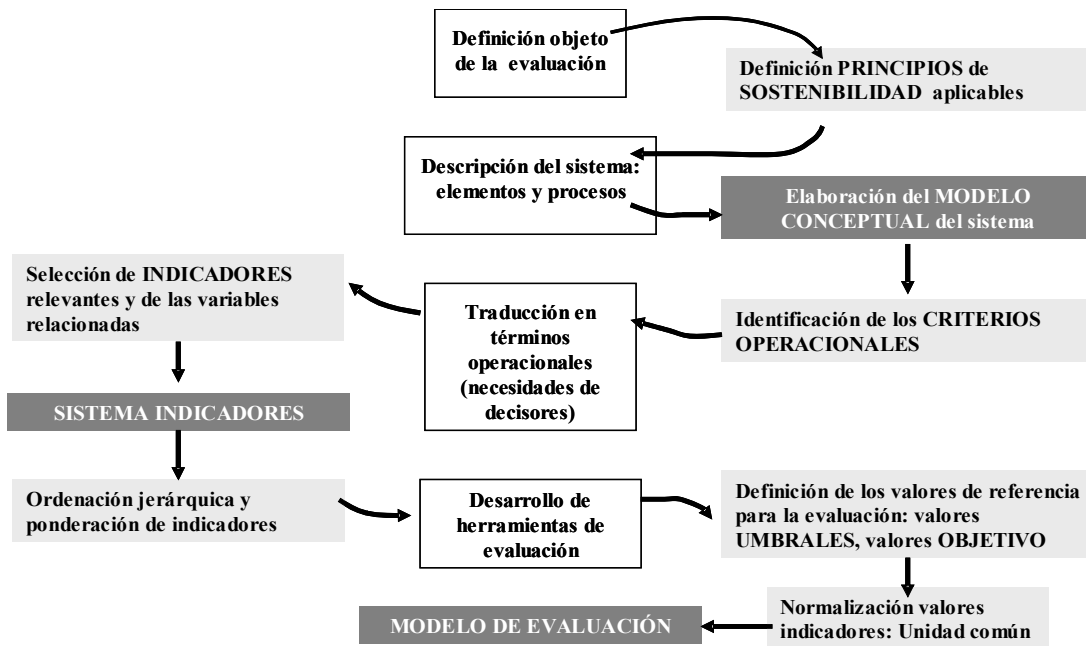 Definición objeto
de la evaluación
Definición PRINCIPIOS de
SOSTENIBILIDAD aplicables
Descripción del sistema:
elementos y procesos
Elaboración del MODELO
CONCEPTUAL del sistema
Identificación de los CRITERIOS
OPERACIONALES
Traducción en
términos
operacionales
(necesidades de
decisores)
Selección de INDICADORES
relevantes y de las variables
relacionadas
SISTEMA INDICADORES
Ordenación jerárquica y
ponderación de indicadores
Desarrollo de
herramientas de
evaluación
Definición de los valores de referencia
para la evaluación: valores
UMBRALES, valores OBJETIVO
Normalización valores
indicadores: Unidad común
MODELO DE EVALUACIÓN